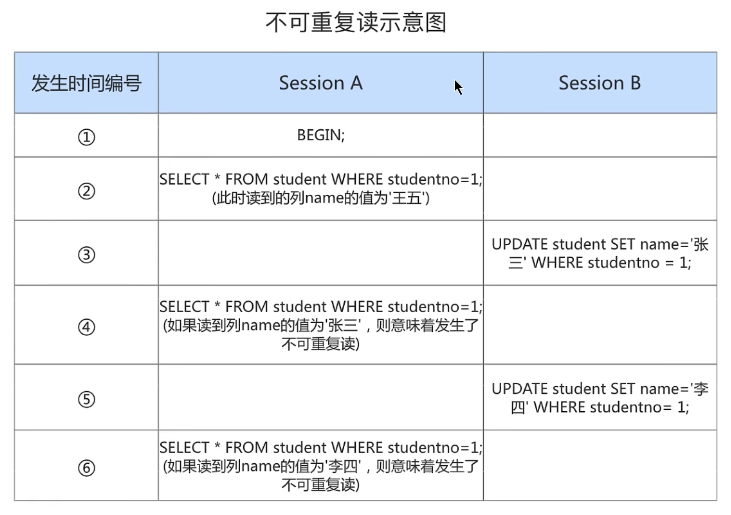 不可重复读示意图
发生时间编号 Session A Session B
① BEGIN;
② SELECT * FROM student WHERE studentno=1;
(此时读到的列name的值为'王五')
③ UPDATE student SET name='张
三' WHERE studentno = 1;
④ SELECT * FROM student WHERE studentno=1;
(如果读到列name的值为'张三'，则意味着发生了
不可重复读)
⑤ UPDATE student SET name='李
四' WHERE studentno= 1;
⑥ SELECT * FROM student WHERE studentno=1;
(如果读到列name的值为'李四'，则意味着发生了
不可重复读)